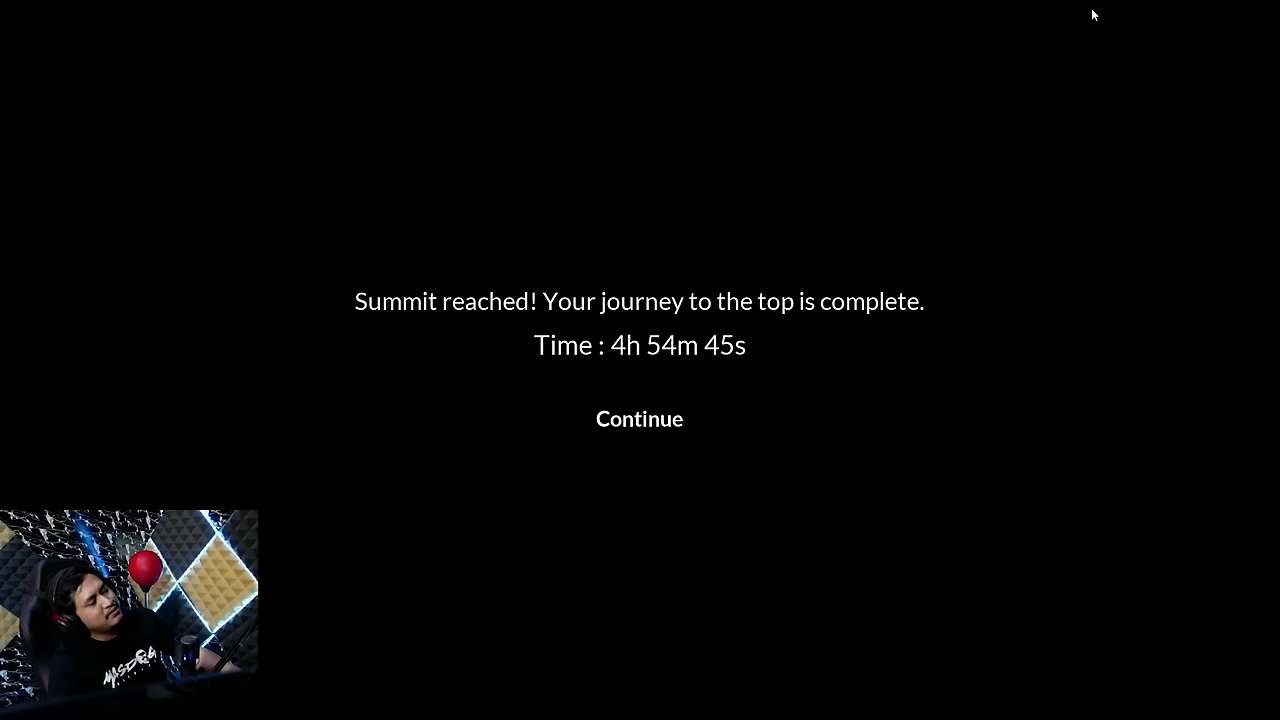 Summit reached! Your journey to the top is complete.
Time : 4h 54m 45s
Continue